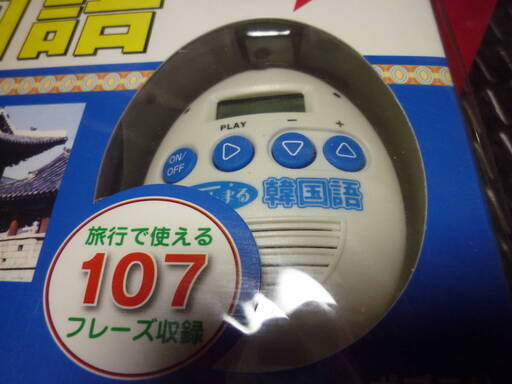 国語
PLAY - +
ON/
OFF
まる 韓国語
旅行で使える
107
フレーズ収録